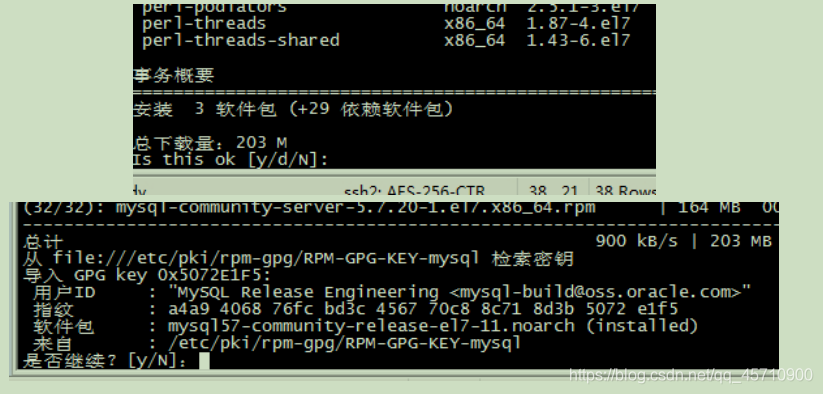 perl-podlators noarch 2.5.1-3.el7
perl-threads x86_64 1.87-4.el7
perl-threads-shared x86_64 1.43-6.el7
事务概要
安装 3 软件包 (+29 依赖软件包)
总下载量：203 M
Is this ok [y/d/N]:
ssh2: AES-256-CTR 38, 21 38 Rows
(32/32): mysql-community-server-5.7.20-1.el7.x86_64.rpm | 164 MB
总计 900 kB/s | 203 MB
从 file:///etc/pki/rpm-gpg/RPM-GPG-KEY-mysql 检索密钥
导入 GPG key 0x5072E1F5:
用户ID : "MySQL Release Engineering <mysql-build@oss.oracle.com>"
指纹 : a4a9 4068 76fc bd3c 4567 70c8 8c71 8d3b 5072 e1f5
软件包 : mysql57-community-release-el7-11.noarch (installed)
来自 : /etc/pki/rpm-gpg/RPM-GPG-KEY-mysql
是否继续？[y/N]：
https://blog.csdn.net/qq_45710900